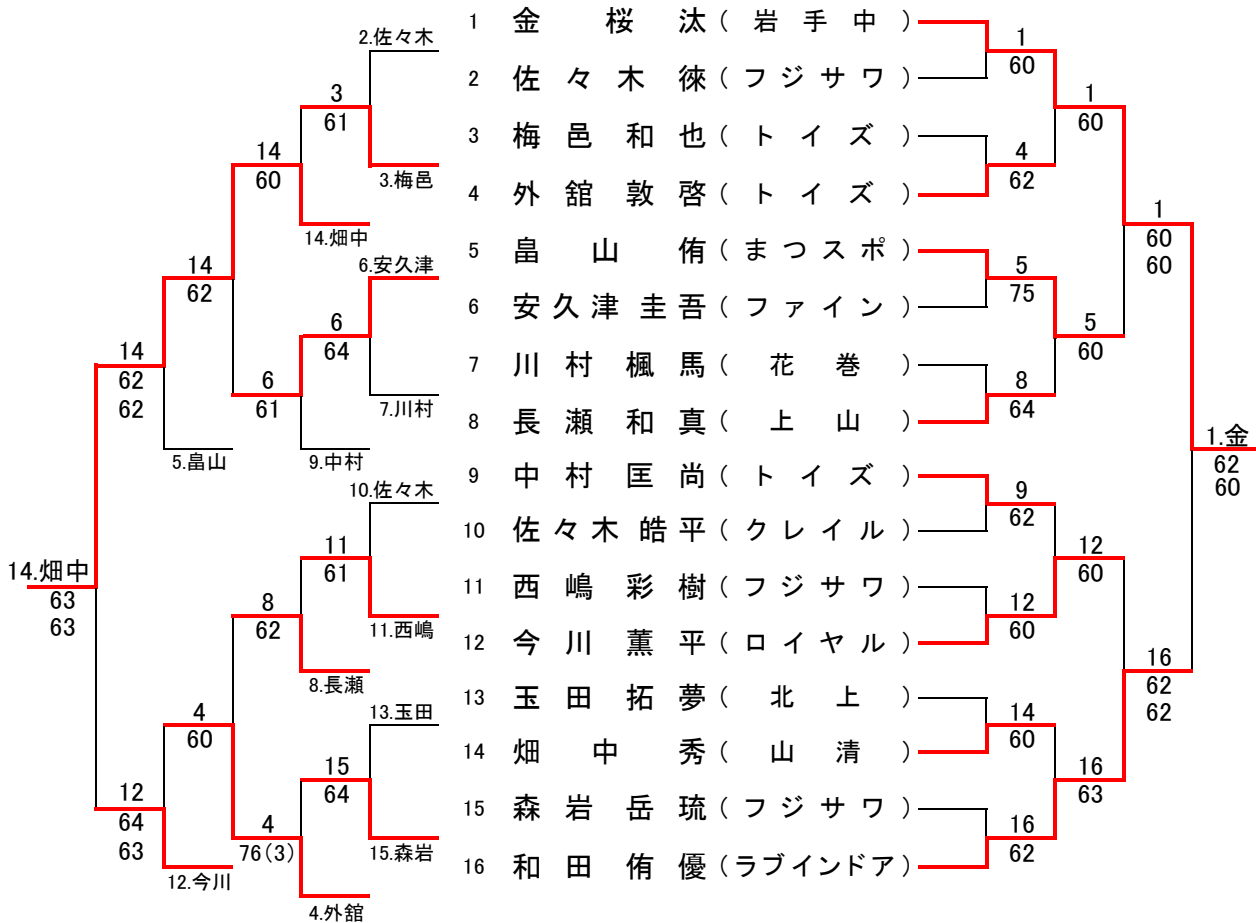 1 金 桜 汰 ( 岩 手 中 )
2 佐 々 木 徠 ( フ ジ サ ワ )
3 梅 邑 和 也 ( ト イ ズ )
4 外 舘 敦 啓 ( ト イ ズ )
5 畠 山 侑 ( ま つ ス ポ )
6 安 久 津 圭 吾 ( フ ァ イ ン )
7 川 村 楓 馬 ( 花 巻 )
8 長 瀬 和 真 ( 上 山 )
9 中 村 匡 尚 ( ト イ ズ )
10 佐 々 木 皓 平 ( ク レ イ ル )
11 西 嶋 彩 樹 ( フ ジ サ ワ )
12 今 川 薫 平 ( ロ イ ヤ ル )
13 玉 田 拓 夢 ( 北 上 )
14 畑 中 秀 ( 山 清 )
15 森 岩 岳 琉 ( フ ジ サ ワ )
16 和 田 侑 優 ( ラブインドア )
1
60
4
62
5
75
8
64
9
62
12
60
14
60
16
62
1
60
5
60
12
60
16
63
1
60
60
16
62
62
1.金
62
60
2.佐々木
3
61
3.梅邑
14
60
14.畑中
6.安久津
6
64
7.川村
6
61
9.中村
14
62
5.畠山
14
62
62
10.佐々木
11
61
11.西嶋
8
62
8.長瀬
13.玉田
15
64
15.森岩
4
76(3)
4.外舘
4
60
12.今川
12
64
63
14.畑中
63
63